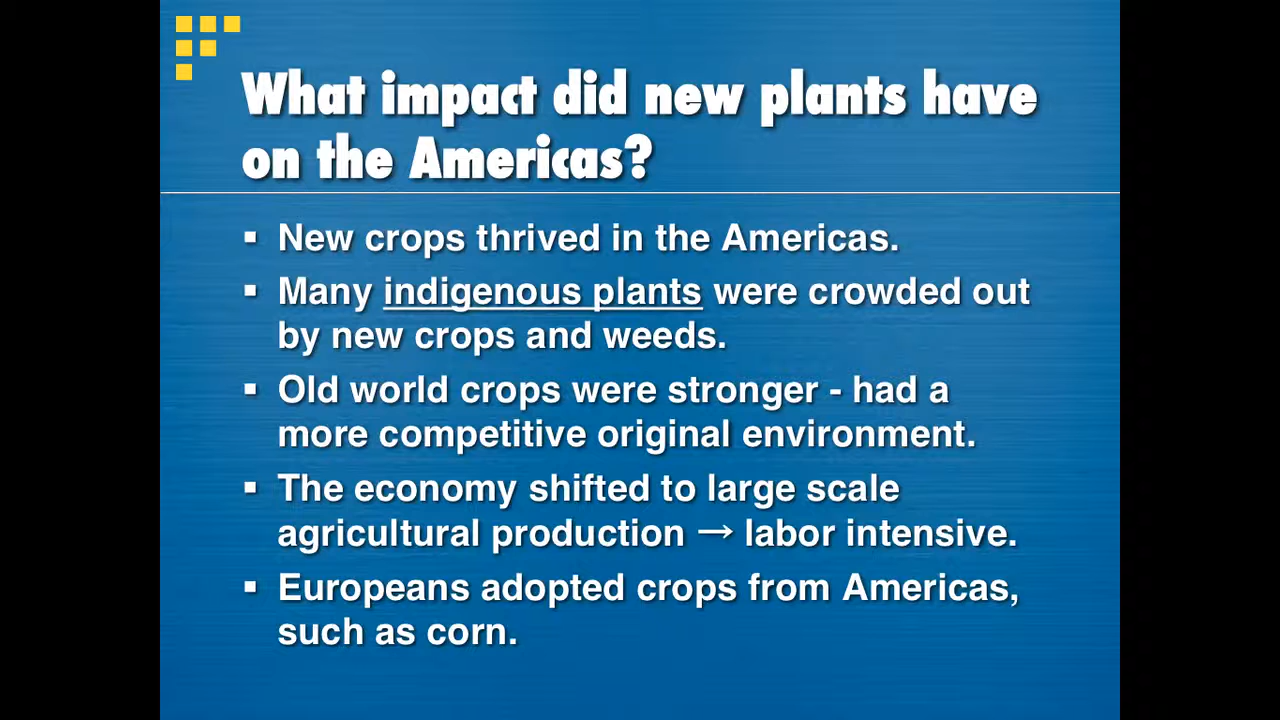 What impact did new plants have
on the Americas?
▪ New crops thrived in the Americas.
▪ Many indigenous plants were crowded out
by new crops and weeds.
▪ Old world crops were stronger - had a
more competitive original environment.
▪ The economy shifted to large scale
agricultural production → labor intensive.
▪ Europeans adopted crops from Americas,
such as corn.